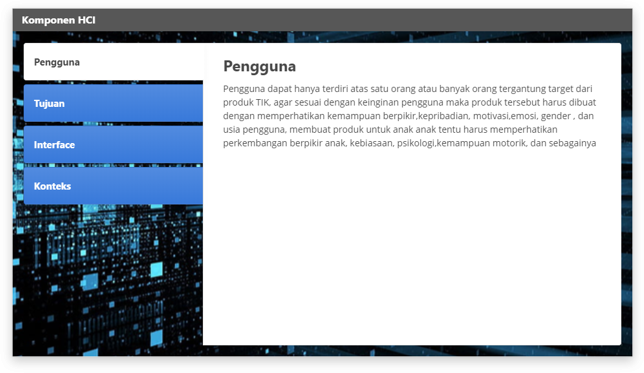 Komponen HCI
Pengguna
Tujuan
Interface
Konteks
Pengguna
Pengguna dapat hanya terdiri atas satu orang atau banyak orang tergantung target dari
produk TIK, agar sesuai dengan keinginan pengguna maka produk tersebut harus dibuat
dengan memperhatikan kemampuan berpikir,kepribadian, motivasi,emosi, gender , dan
usia pengguna, membuat produk untuk anak anak tentu harus memperhatikan
perkembangan berpikir anak, kebiasaan, psikologi,kemampuan motorik, dan sebagainya